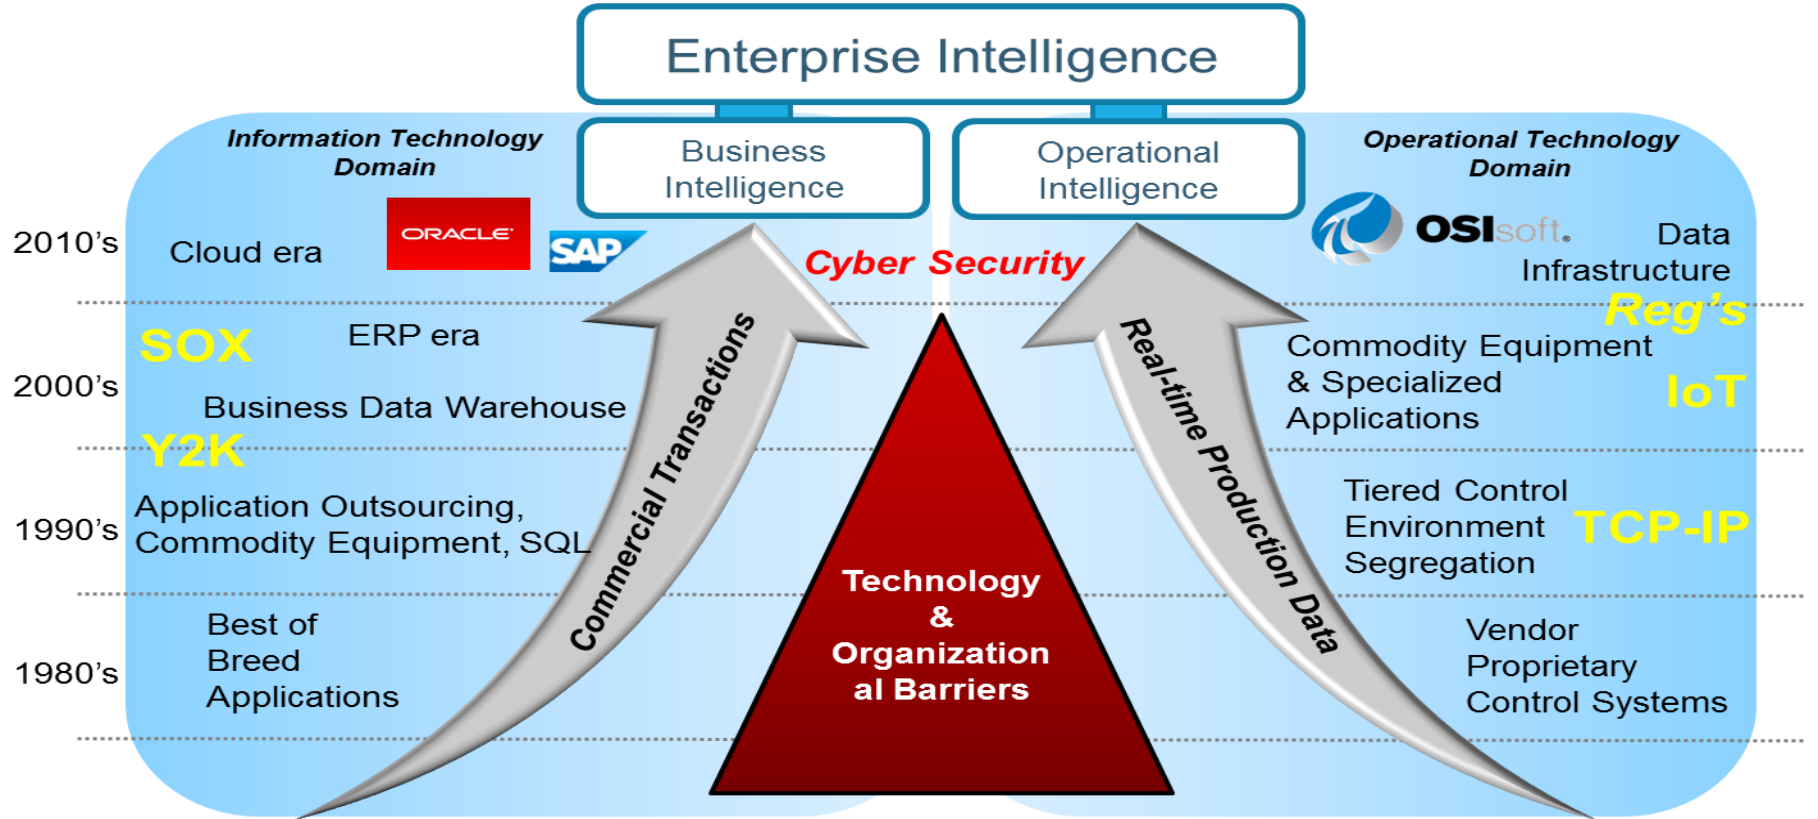 Enterprise Intelligence
Information Technology
Domain
Business
Intelligence
Operational
Intelligence
Operational Technology
Domain
2010's
Cloud era
ORACLE
SAP
Cyber Security
OSIsoft.
Data
Infrastructure
Reg's
SOX
ERP era
2000's
Business Data Warehouse
Commodity Equipment
& Specialized
Applications
IoT
Y2K
1990's
Application Outsourcing,
Commodity Equipment, SQL
Commercial Transactions
Real-time Production Data
Tiered Control
Environment
Segregation
TCP-IP
Technology
&
Organization
al Barriers
1980's
Best of
Breed
Applications
Vendor
Proprietary
Control Systems